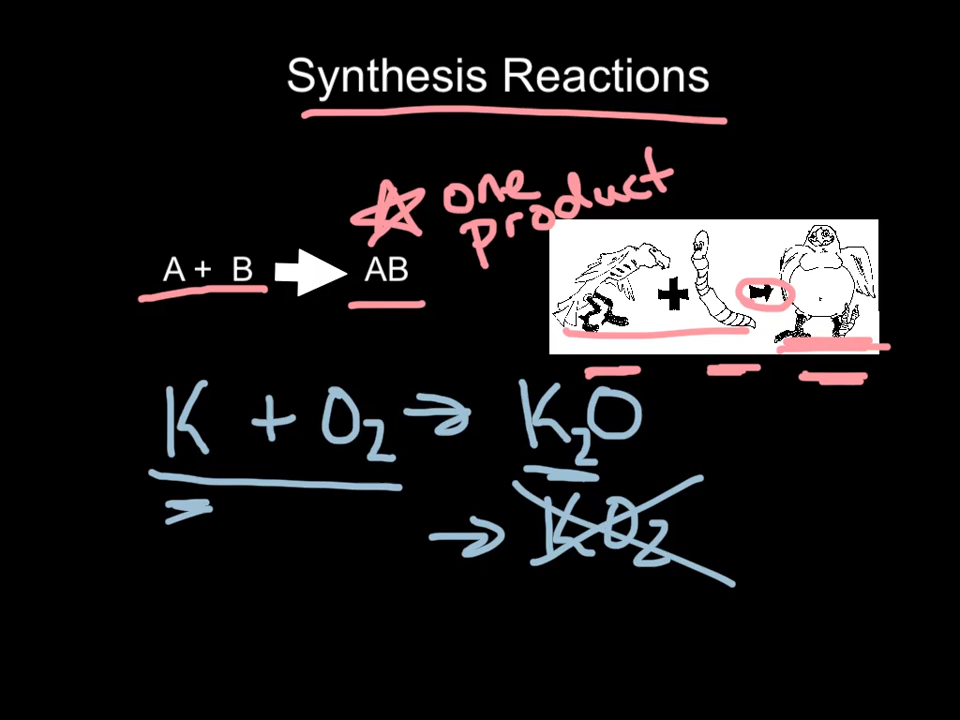 Synthesis Reactions
☆ one
product
A + B → AB
+ →
K + O₂ → K₂O
→ KO₂